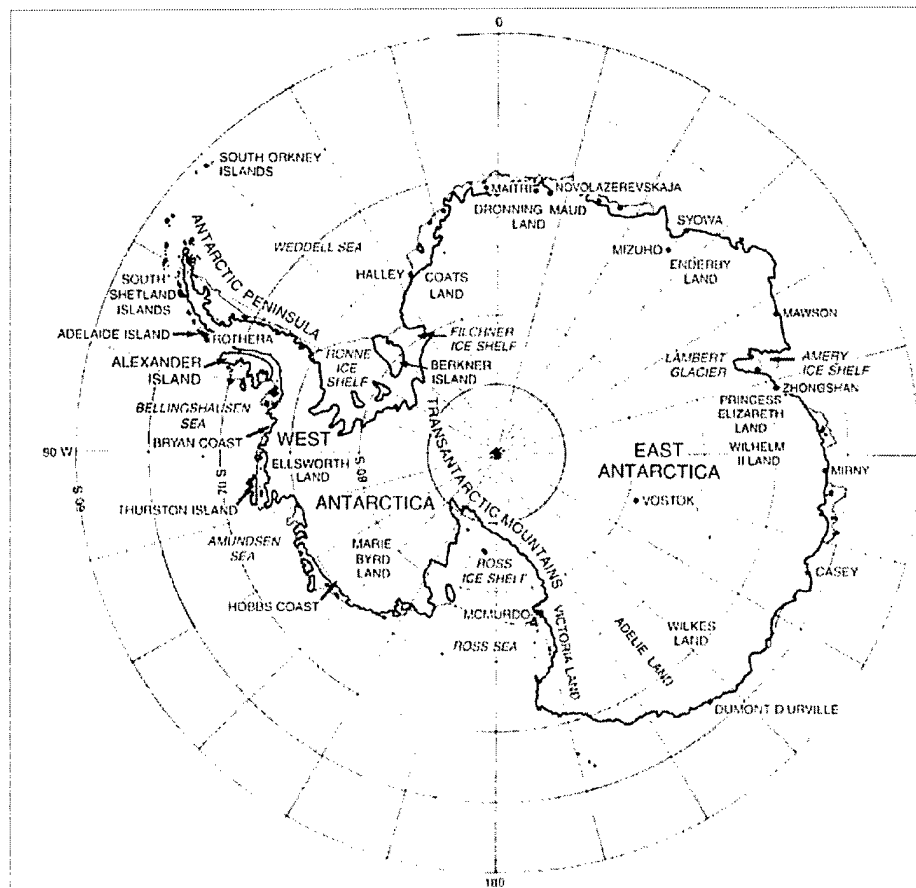 0
SOUTH ORKNEY
ISLANDS
MAITRI
NOVOLAZEREVSKAJA
DRONNING MAUD
LAND
SYOWA
ANTARCTIC PENINSULA
WEDDELL SEA
MIZUHO
ENDERBY
LAND
HALLEY
COATS
LAND
SOUTH
SHETLAND
ISLANDS
MAWSON
ADELAIDE ISLAND
ROTHERA
FILCHNER
ICE SHELF
RONNE
ICE
SHELF
BERKNER
ISLAND
LAMBERT
GLACIER
AMERY
ICE SHELF
ALEXANDER
ISLAND
ZHONGSHAN
BELLINGSHAUSEN
SEA
PRINCESS
ELIZABETH
LAND
BRYAN COAST
WEST
ANTARCTICA
TRANSANTARCTIC MOUNTAINS
EAST
ANTARCTICA
WILHELM
II LAND
90 W
ELLSWORTH
LAND
MIRNY
60 S
70 S
80 S
VOSTOK
THURSTON ISLAND
AMUNDSEN
SEA
MARIE
BYRD
LAND
ROSS
ICE SHELF
CASEY
HOBBS COAST
MCMURDO
VICTORIA LAND
ADELIE LAND
WILKES
LAND
ROSS SEA
DUMONT D'URVILLE
180